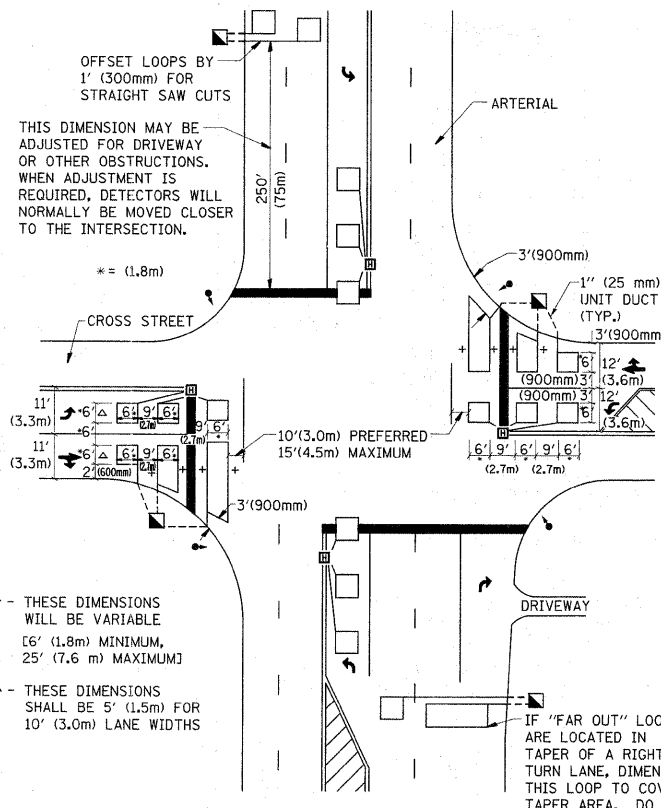 OFFSET LOOPS BY
1' (300mm) FOR
STRAIGHT SAW CUTS
ARTERIAL
THIS DIMENSION MAY BE
ADJUSTED FOR DRIVEWAY
OR OTHER OBSTRUCTIONS.
WHEN ADJUSTMENT IS
REQUIRED, DETECTORS WILL
NORMALLY BE MOVED CLOSER
TO THE INTERSECTION.
250'
(75m)
* = (1.8m)
3'(900mm)
1" (25 mm)
UNIT DUCT
(TYP.)
H
CROSS STREET
3'(900mm
H
11'
(3.3m)
*6'
△
6'
9'
6'
(2.7m)
*6'
9'
6'
*
(2.7m)
11'
(3.3m)
*6'
△
6'
9'
6'
(2.7m)
2'
(600mm)
3'(900mm)
10'(3.0m) PREFERRED
15'(4.5m) MAXIMUM
6'
*
12'
(3.6m)
(900mm)3'
(900mm)3'
6'
*
12'
(3.6m)
H
6'
9'
6'
9'
6'
*
*
*
(2.7m)
(2.7m)
H
DRIVEWAY
- THESE DIMENSIONS
WILL BE VARIABLE
[6' (1.8m) MINIMUM,
25' (7.6 m) MAXIMUM]
- THESE DIMENSIONS
SHALL BE 5' (1.5m) FOR
10' (3.0m) LANE WIDTHS
IF "FAR OUT" LOO
ARE LOCATED IN
TAPER OF A RIGHT
TURN LANE, DIMEN
THIS LOOP TO COV
TAPER AREA. DO